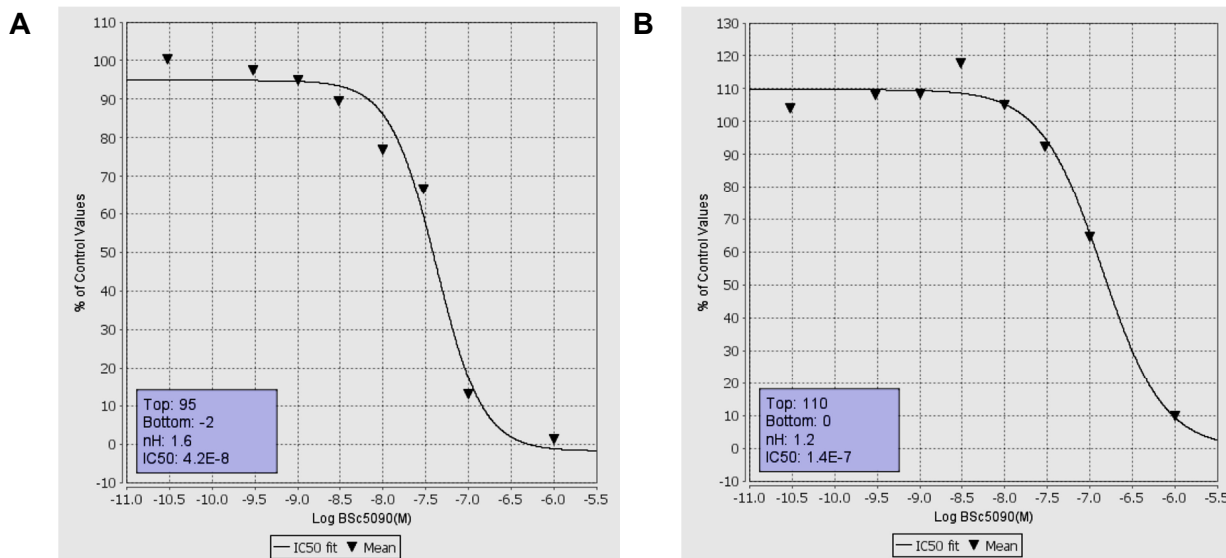 A
110
100
90
80
70
60
50
40
30
20
10
0
-10
% of Control Values
Top: 95
Bottom: -2
nH: 1.6
IC50: 4.2E-8
-11.0 -10.5 -10.0 -9.5 -9.0 -8.5 -8.0 -7.5 -7.0 -6.5 -6.0 -5.5
Log BSc5090(M)
IC50 fit Mean
B
130
120
110
100
90
80
70
60
50
40
30
20
10
0
-10
% of Control Values
Top: 110
Bottom: 0
nH: 1.2
IC50: 1.4E-7
-11.0 -10.5 -10.0 -9.5 -9.0 -8.5 -8.0 -7.5 -7.0 -6.5 -6.0 -5.5
Log BSc5090(M)
IC50 fit Mean